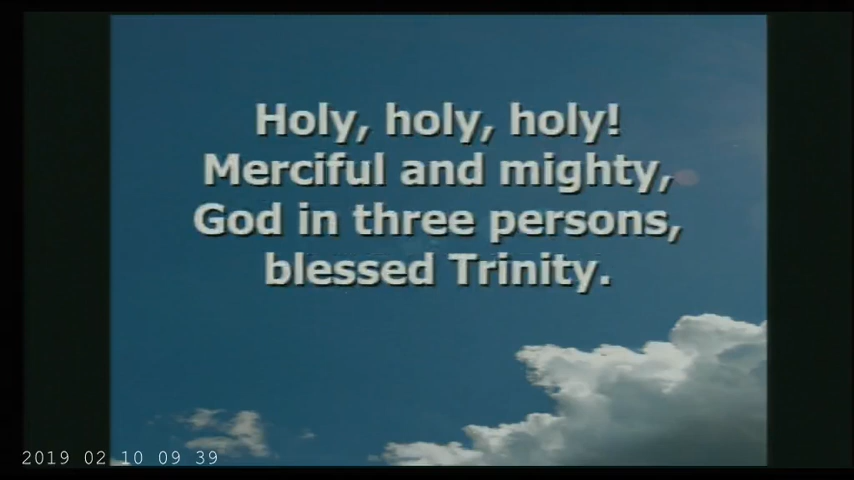 Holy, holy, holy!
Merciful and mighty,
God in three persons,
blessed Trinity.
2019 02 10 09 39